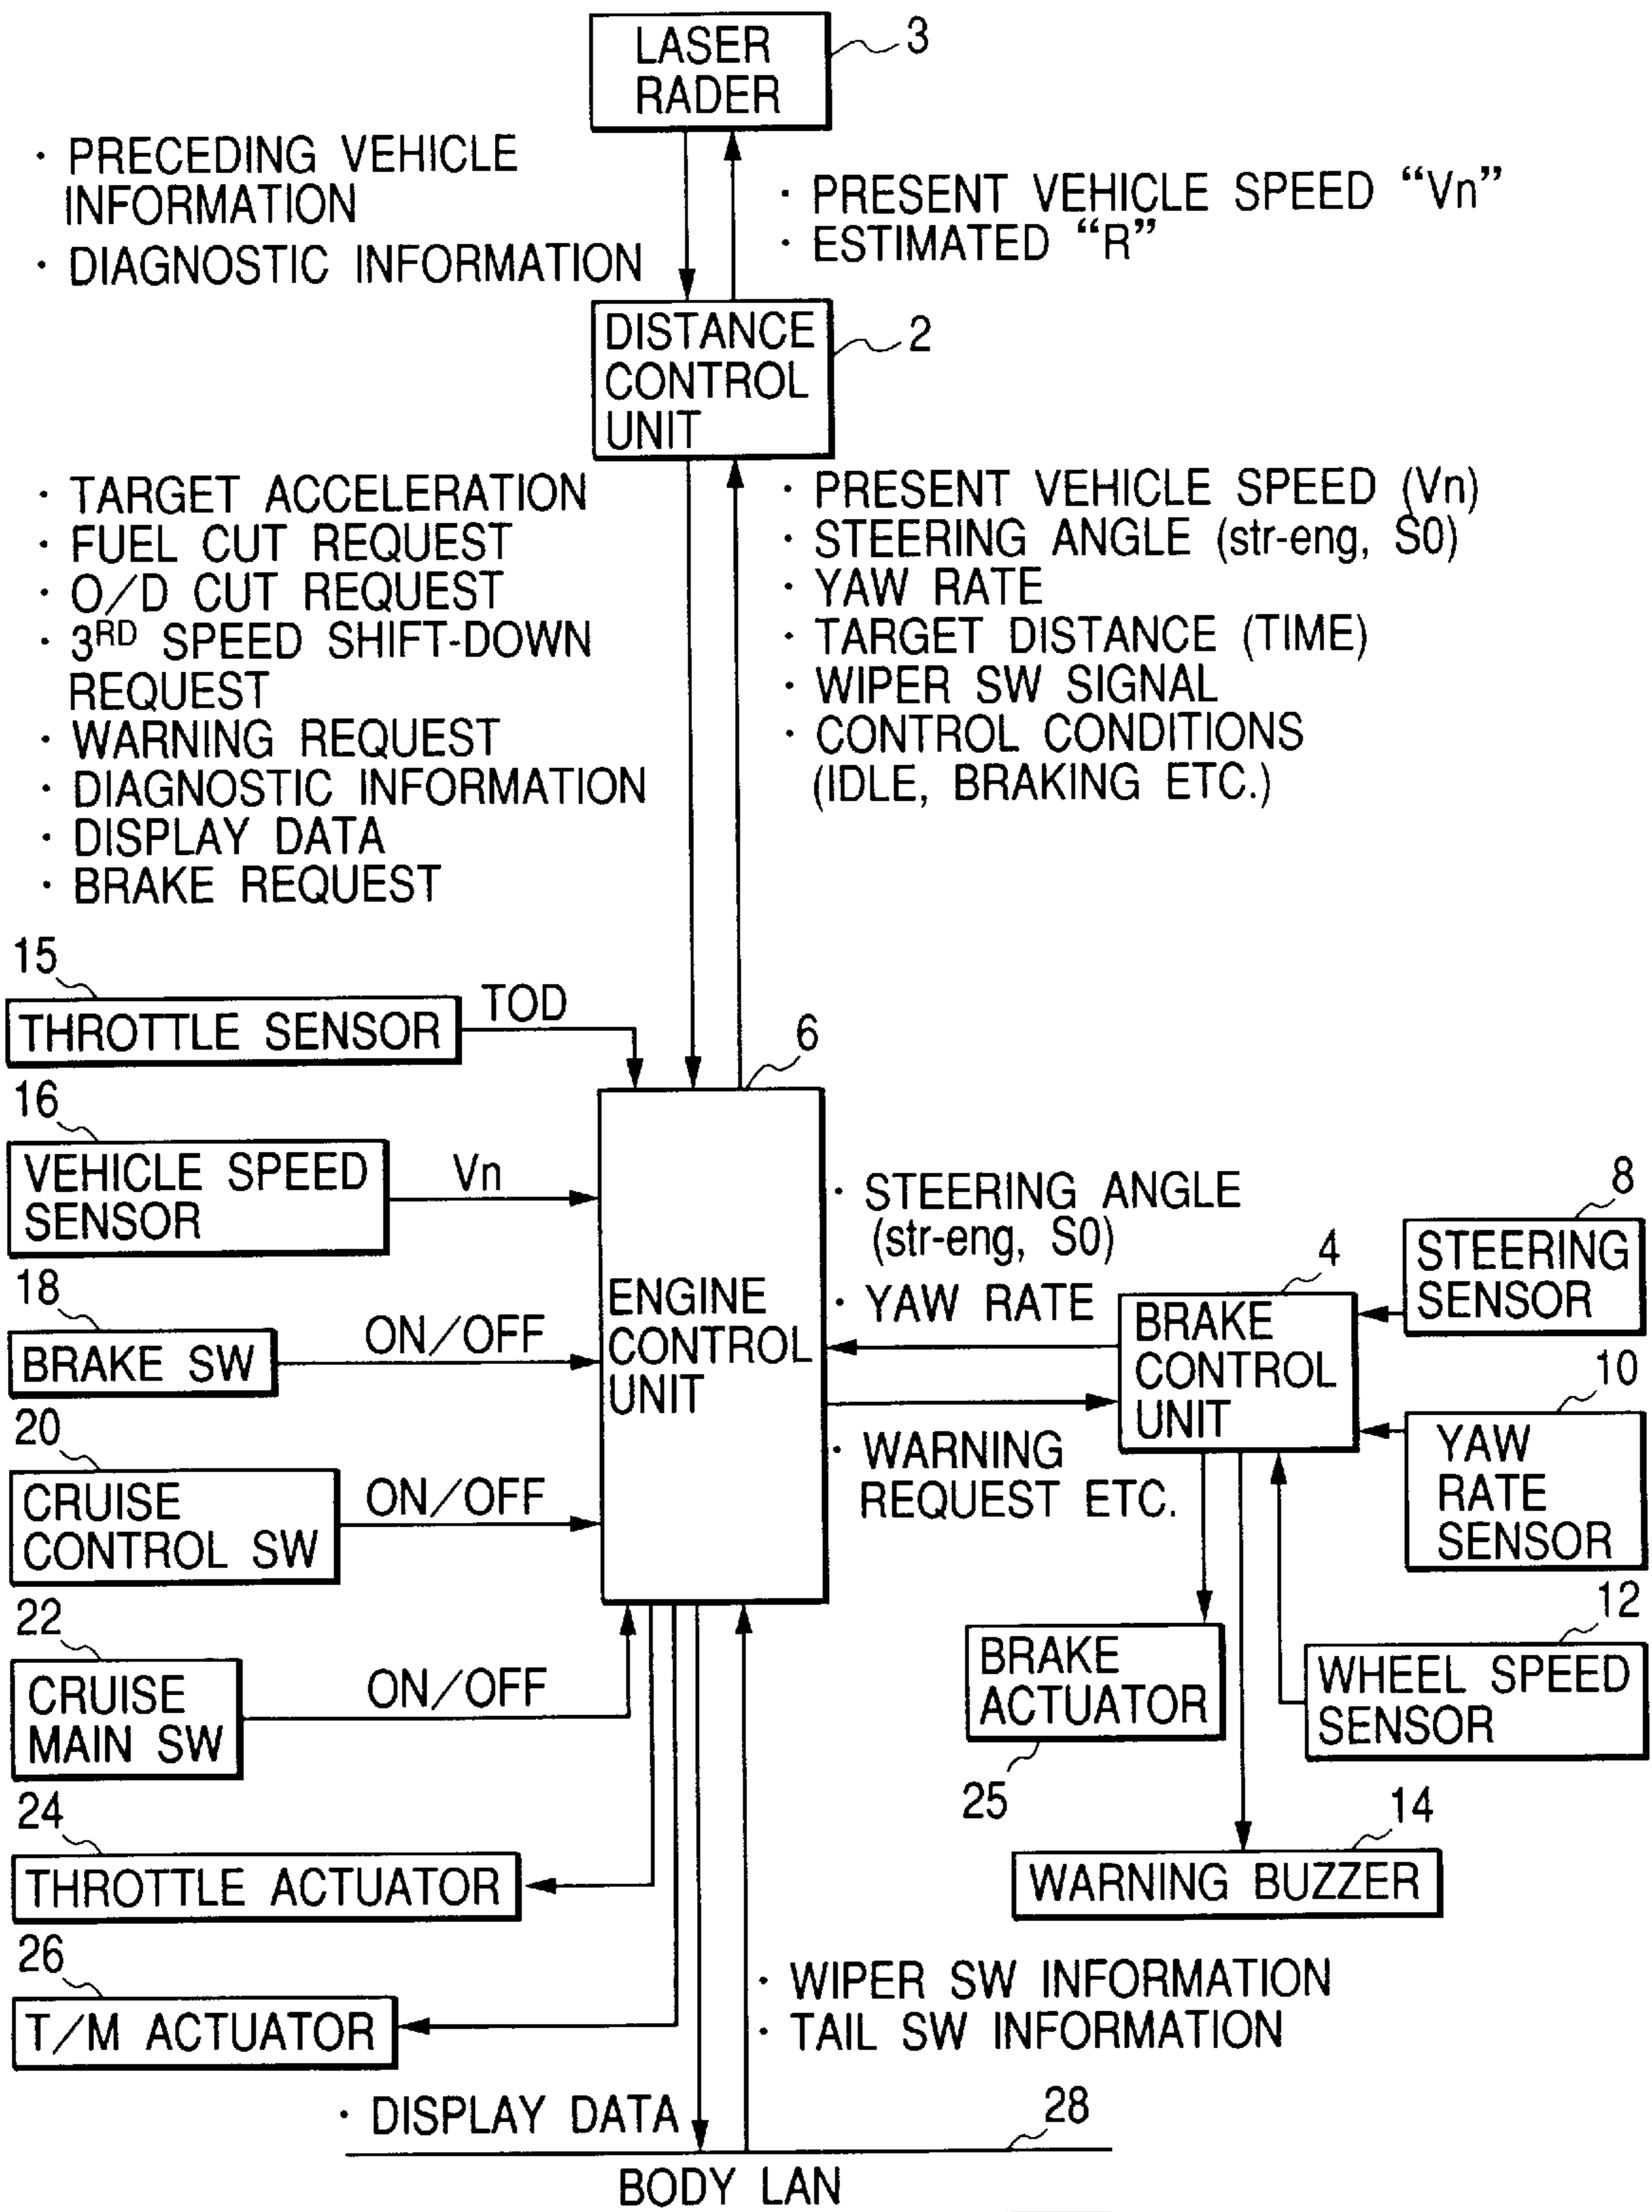 LASER
RADER
3
· PRECEDING VEHICLE
INFORMATION
· DIAGNOSTIC INFORMATION
· PRESENT VEHICLE SPEED “Vn”
· ESTIMATED “R”
DISTANCE
CONTROL
UNIT
2
· TARGET ACCELERATION
· FUEL CUT REQUEST
· O/D CUT REQUEST
· 3RD SPEED SHIFT-DOWN
REQUEST
· WARNING REQUEST
· DIAGNOSTIC INFORMATION
· DISPLAY DATA
· BRAKE REQUEST
· PRESENT VEHICLE SPEED (Vn)
· STEERING ANGLE (str-eng, S0)
· YAW RATE
· TARGET DISTANCE (TIME)
· WIPER SW SIGNAL
· CONTROL CONDITIONS
(IDLE, BRAKING ETC.)
15
THROTTLE SENSOR
TOD
6
16
VEHICLE SPEED
SENSOR
Vn
18
BRAKE SW
ON/OFF
20
CRUISE
CONTROL SW
ON/OFF
22
CRUISE
MAIN SW
ON/OFF
24
THROTTLE ACTUATOR
26
T/M ACTUATOR
ENGINE
CONTROL
UNIT
· STEERING ANGLE
(str-eng, S0)
· YAW RATE
· WARNING
REQUEST ETC.
4
BRAKE
CONTROL
UNIT
8
STEERING
SENSOR
10
YAW
RATE
SENSOR
12
WHEEL SPEED
SENSOR
BRAKE
ACTUATOR
25
14
WARNING BUZZER
· WIPER SW INFORMATION
· TAIL SW INFORMATION
· DISPLAY DATA
28
BODY LAN